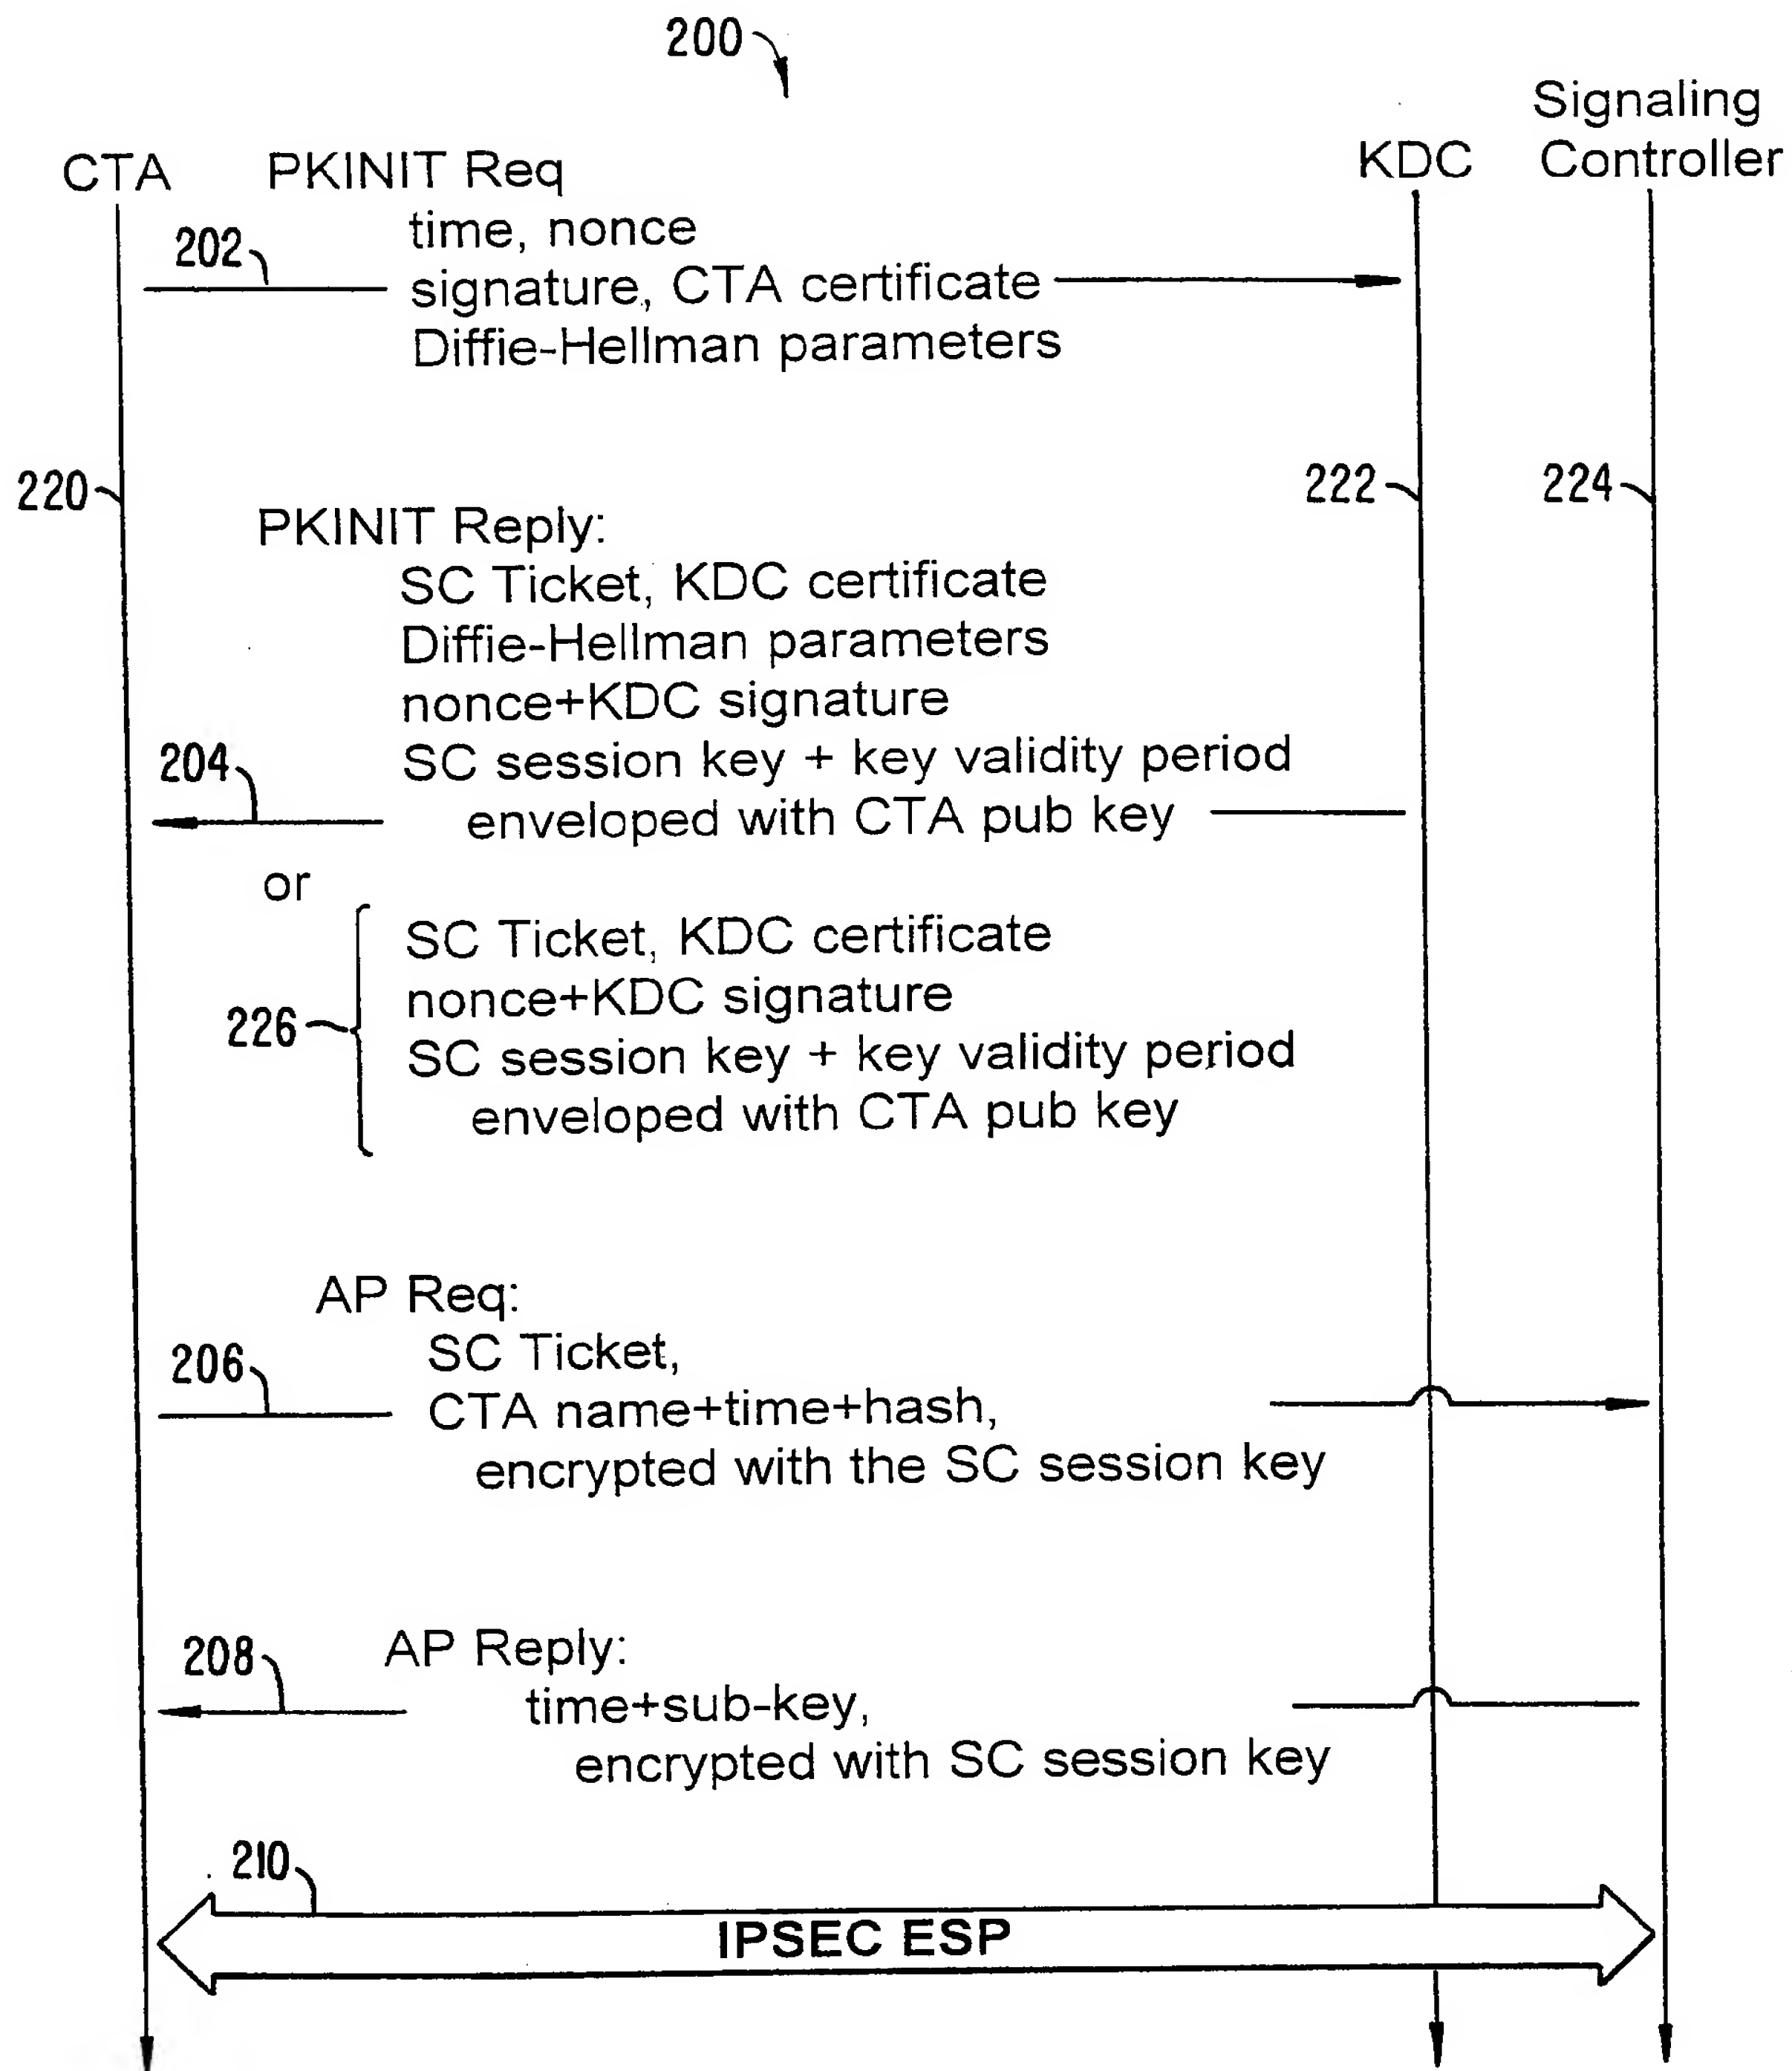 200
Signaling
CTA PKINIT Req KDC Controller
time, nonce
202
signature, CTA certificate
Diffie-Hellman parameters
220 222 224
PKINIT Reply:
SC Ticket, KDC certificate
Diffie-Hellman parameters
nonce+KDC signature
204 SC session key + key validity period
enveloped with CTA pub key
or
SC Ticket, KDC certificate
nonce+KDC signature
226
SC session key + key validity period
enveloped with CTA pub key
AP Req:
SC Ticket,
206
CTA name+time+hash,
encrypted with the SC session key
208 AP Reply:
time+sub-key,
encrypted with SC session key
210
IPSEC ESP